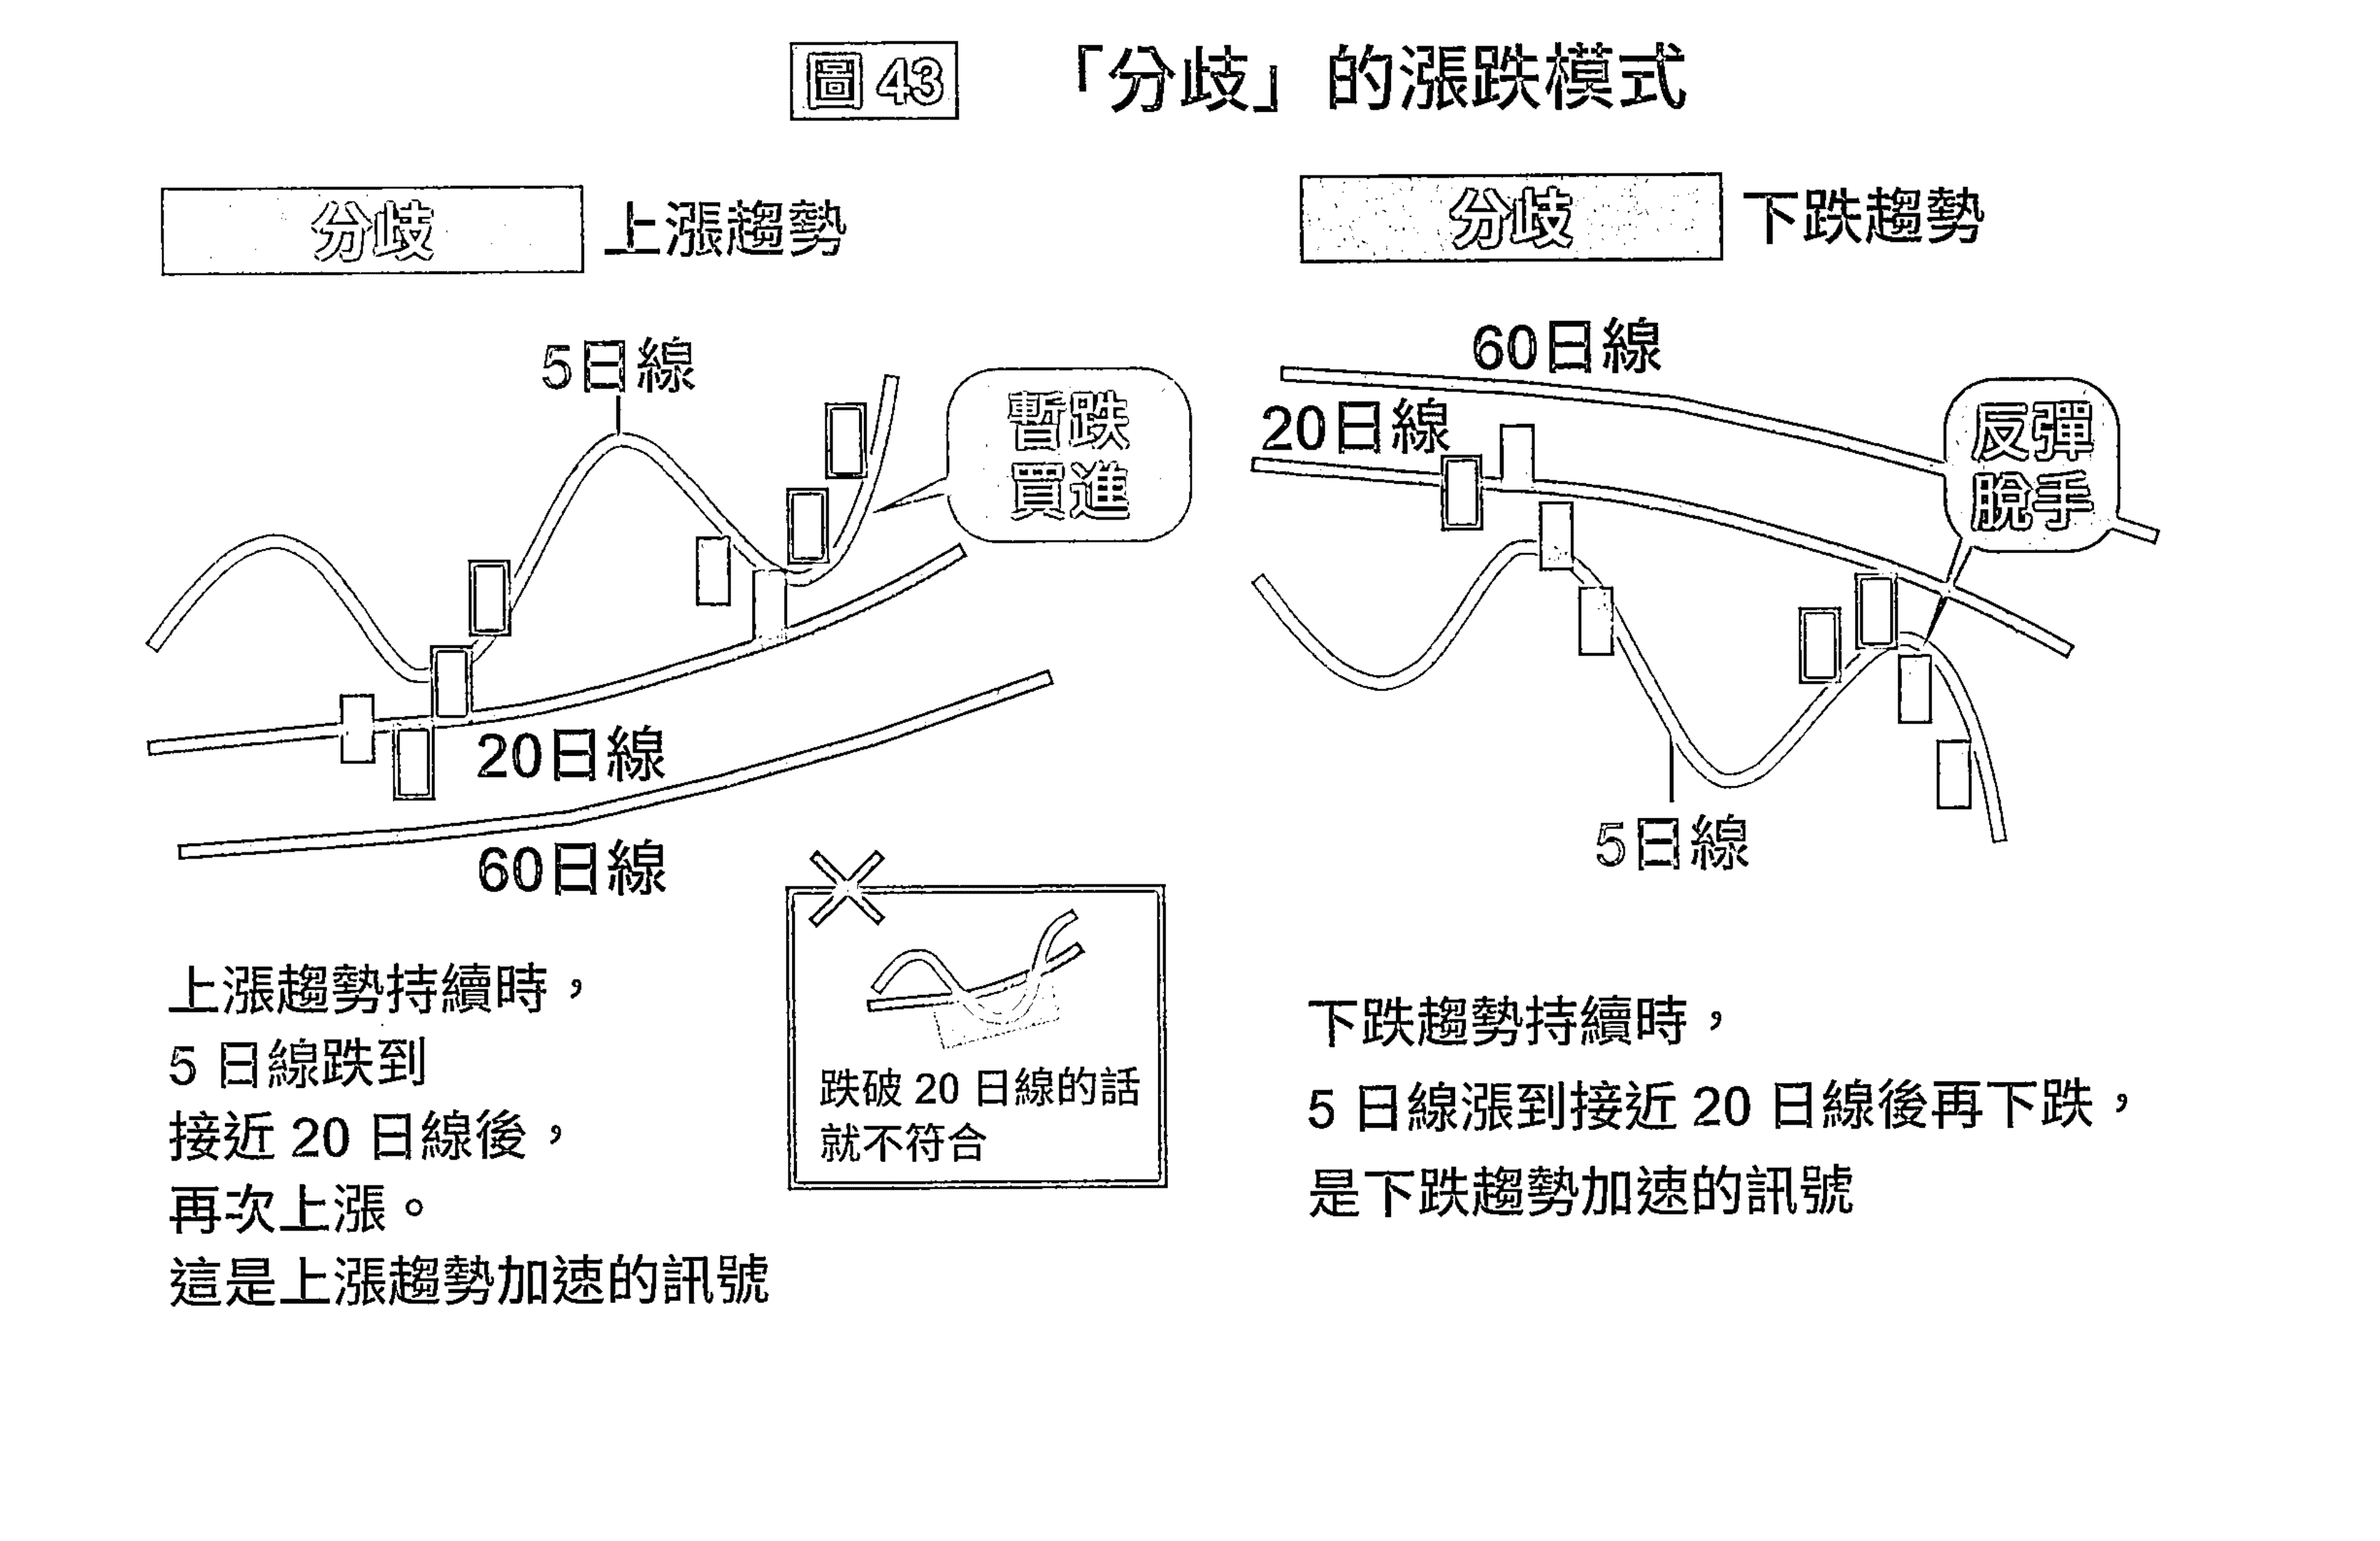 圖 43 「分歧」的漲跌模式
分歧 上漲趨勢
5日線
暫跌
買進
20日線
60日線
上漲趨勢持續時，
5 日線跌到
接近 20 日線後，
再次上漲。
這是上漲趨勢加速的訊號
跌破 20 日線的話
就不符合
分歧 下跌趨勢
60日線
20日線
反彈
脫手
5日線
下跌趨勢持續時，
5 日線漲到接近 20 日線後再下跌，
是下跌趨勢加速的訊號